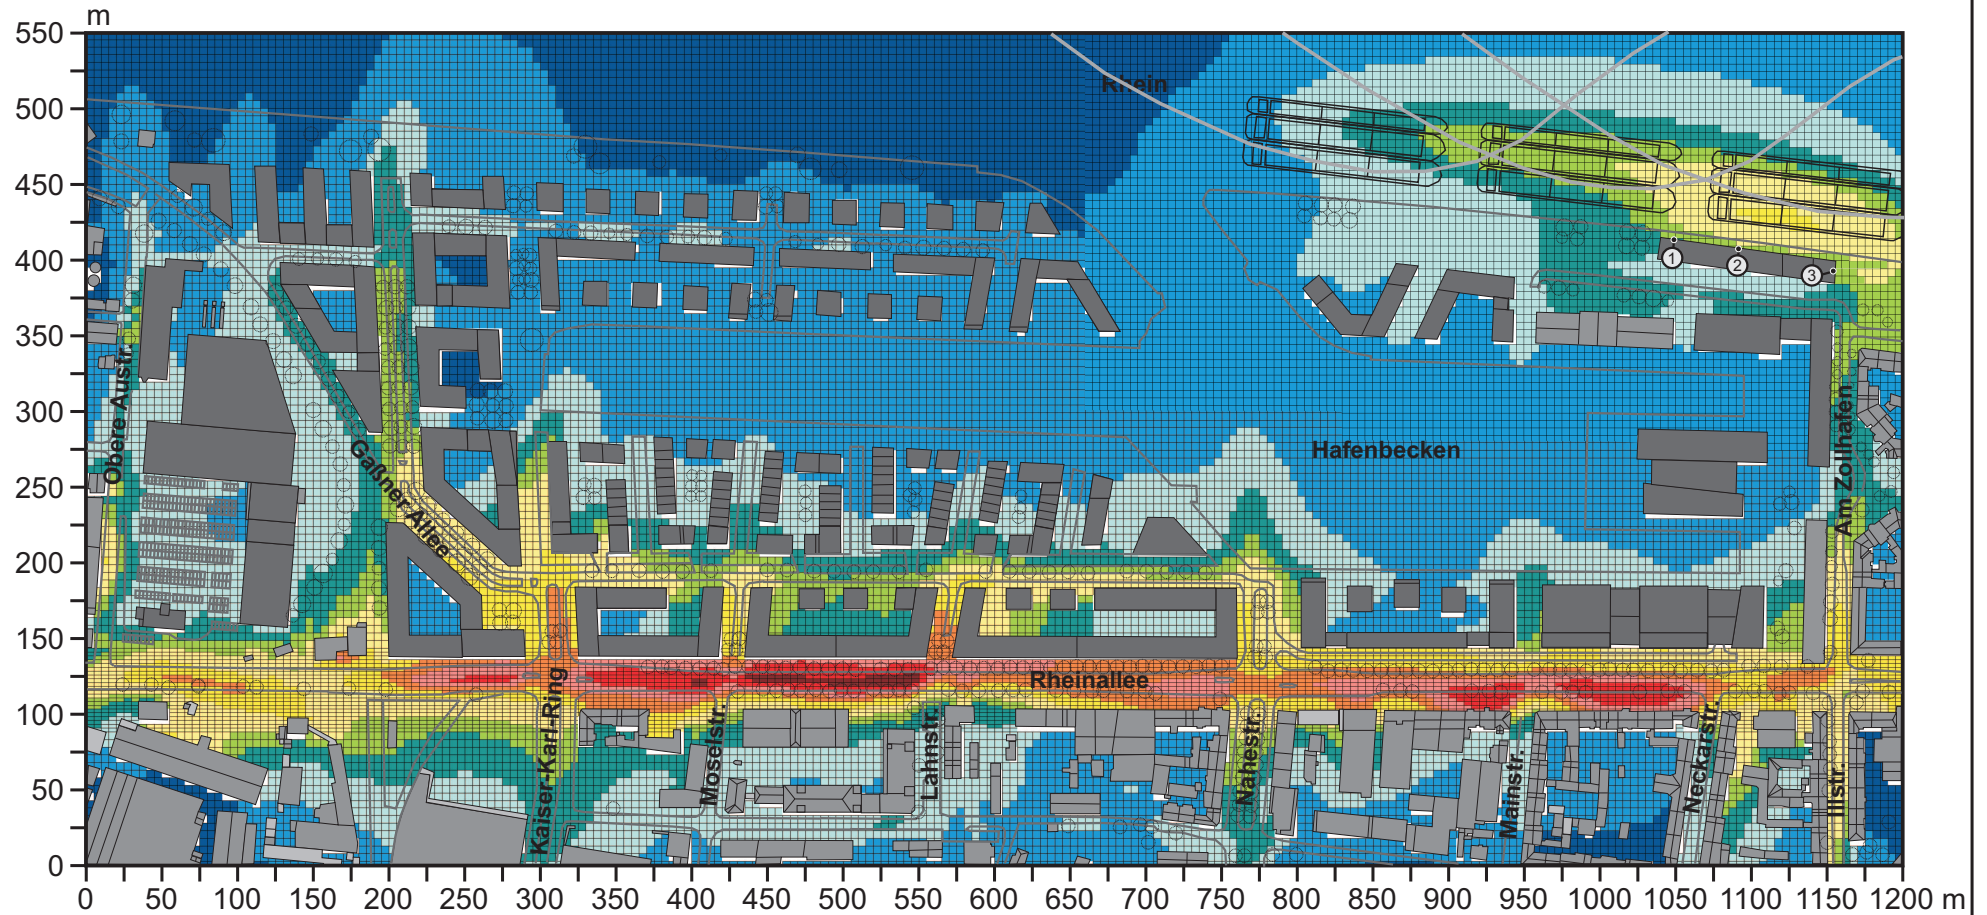 m
550
500
450
400
350
300
250
200
150
100
50
0
Rhein
1
2
3
Obere Austr.
Gaßner Allee
Hafenbecken
Am Zollhafen
Rheinallee
Kaiser-Karl-Ring
Moselstr.
Lahnstr.
Nahestr.
Mainstr.
Neckarstr.
Illstr.
0 50 100 150 200 250 300 350 400 450 500 550 600 650 700 750 800 850 900 950 1000 1050 1100 1150 1200 m